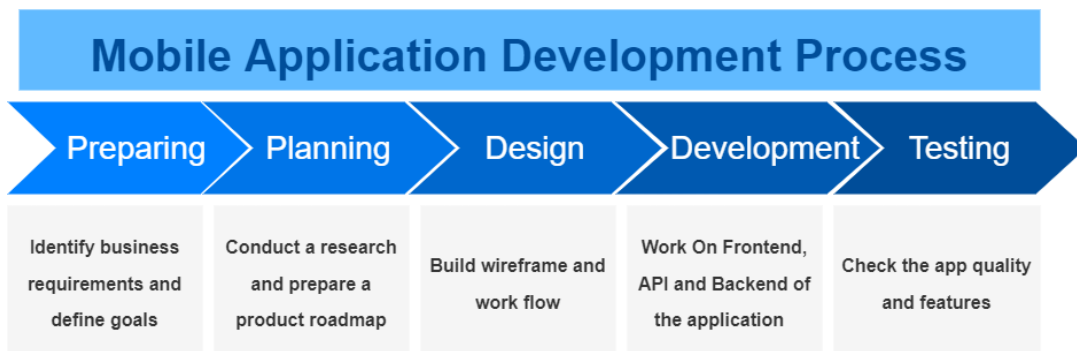 Mobile Application Development Process
Preparing
Planning
Design
Development
Testing
Identify business
requirements and
define goals
Conduct a research
and prepare a
product roadmap
Build wireframe and
work flow
Work On Frontend,
API and Backend of
the application
Check the app quality
and features